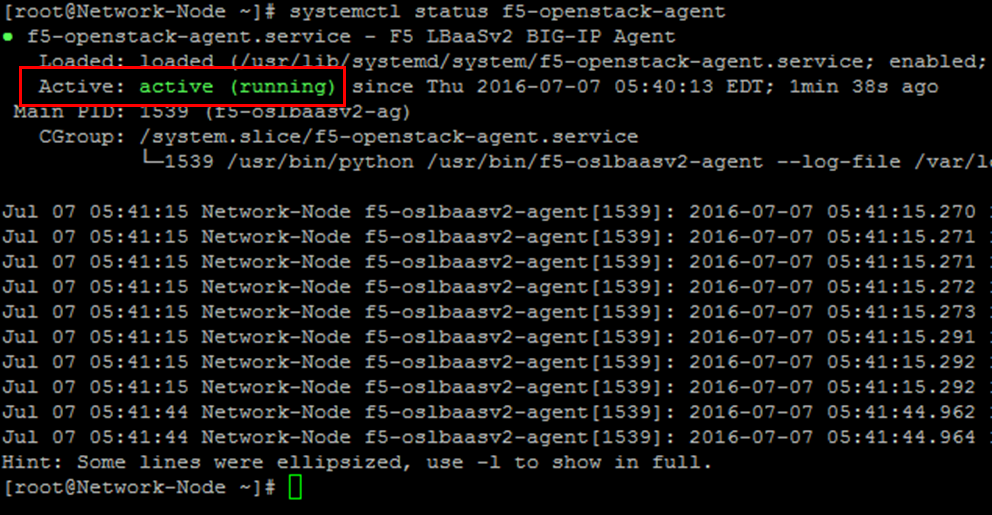 [root@Network-Node ~]# systemctl status f5-openstack-agent
● f5-openstack-agent.service - F5 LBaaSv2 BIG-IP Agent
   Loaded: loaded (/usr/lib/systemd/system/f5-openstack-agent.service; enabled;
   Active: active (running) since Thu 2016-07-07 05:40:13 EDT; 1min 38s ago
 Main PID: 1539 (f5-oslbaasv2-ag)
   CGroup: /system.slice/f5-openstack-agent.service
           └─1539 /usr/bin/python /usr/bin/f5-oslbaasv2-agent --log-file /var/lo
Jul 07 05:41:15 Network-Node f5-oslbaasv2-agent[1539]: 2016-07-07 05:41:15.270
Jul 07 05:41:15 Network-Node f5-oslbaasv2-agent[1539]: 2016-07-07 05:41:15.271
Jul 07 05:41:15 Network-Node f5-oslbaasv2-agent[1539]: 2016-07-07 05:41:15.271
Jul 07 05:41:15 Network-Node f5-oslbaasv2-agent[1539]: 2016-07-07 05:41:15.272
Jul 07 05:41:15 Network-Node f5-oslbaasv2-agent[1539]: 2016-07-07 05:41:15.273
Jul 07 05:41:15 Network-Node f5-oslbaasv2-agent[1539]: 2016-07-07 05:41:15.291
Jul 07 05:41:15 Network-Node f5-oslbaasv2-agent[1539]: 2016-07-07 05:41:15.292
Jul 07 05:41:15 Network-Node f5-oslbaasv2-agent[1539]: 2016-07-07 05:41:15.292
Jul 07 05:41:44 Network-Node f5-oslbaasv2-agent[1539]: 2016-07-07 05:41:44.962
Jul 07 05:41:44 Network-Node f5-oslbaasv2-agent[1539]: 2016-07-07 05:41:44.964
Hint: Some lines were ellipsized, use -l to show in full.
[root@Network-Node ~]#